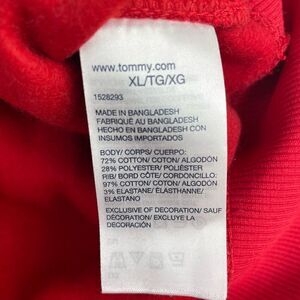 www.tommy.com
XL/TG/XG
1528293
MADE IN BANGLADESH
FABRIQUÉ AU BANGLADESH
HECHO EN BANGLADESH CON
INSUMOS IMPORTADOS
BODY/ CORPS/ CUERPO:
72% COTTON/ COTON/ ALGODÓN
28% POLYESTER/ POLIÉSTER
RIB/ BORD CÔTE/ CORDONCILLO:
97% COTTON/ COTON/ ALGODÓN
3% ELASTANE/ ÉLASTHANNE/
ELASTANO
EXCLUSIVE OF DECORATION/ SAUF
DÉCORATION/ EXCLUYE LA
DECORACIÓN